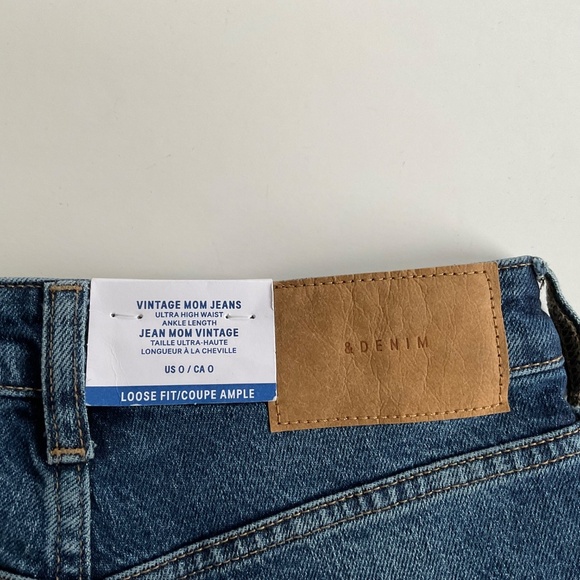 VINTAGE MOM JEANS
ULTRA HIGH WAIST
ANKLE LENGTH
JEAN MOM VINTAGE
TAILLE ULTRA-HAUTE
LONGUEUR À LA CHEVILLE
US 0 / CA 0
LOOSE FIT/COUPE AMPLE
& DENIM